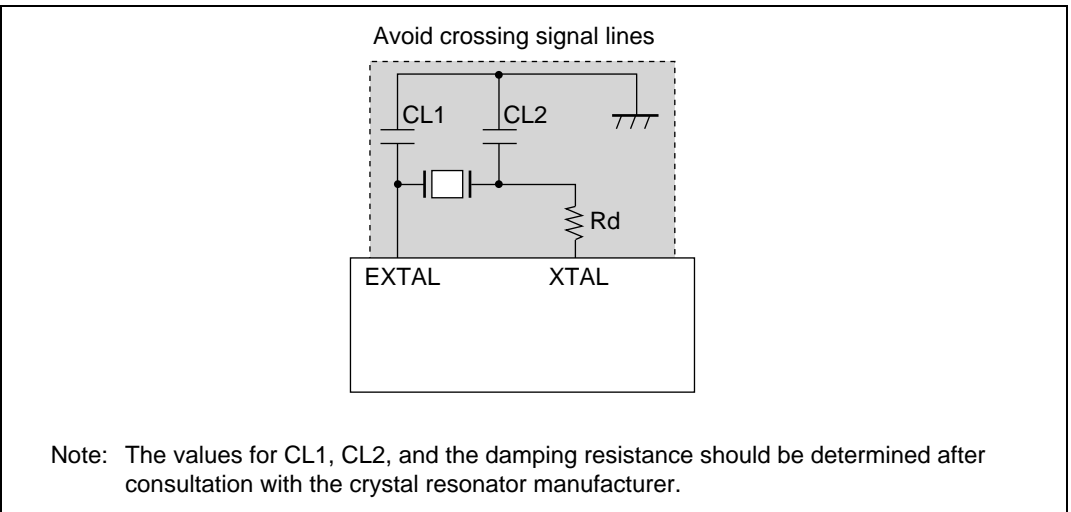 Avoid crossing signal lines
CL1 CL2
Rd
EXTAL XTAL
Note: The values for CL1, CL2, and the damping resistance should be determined after
consultation with the crystal resonator manufacturer.